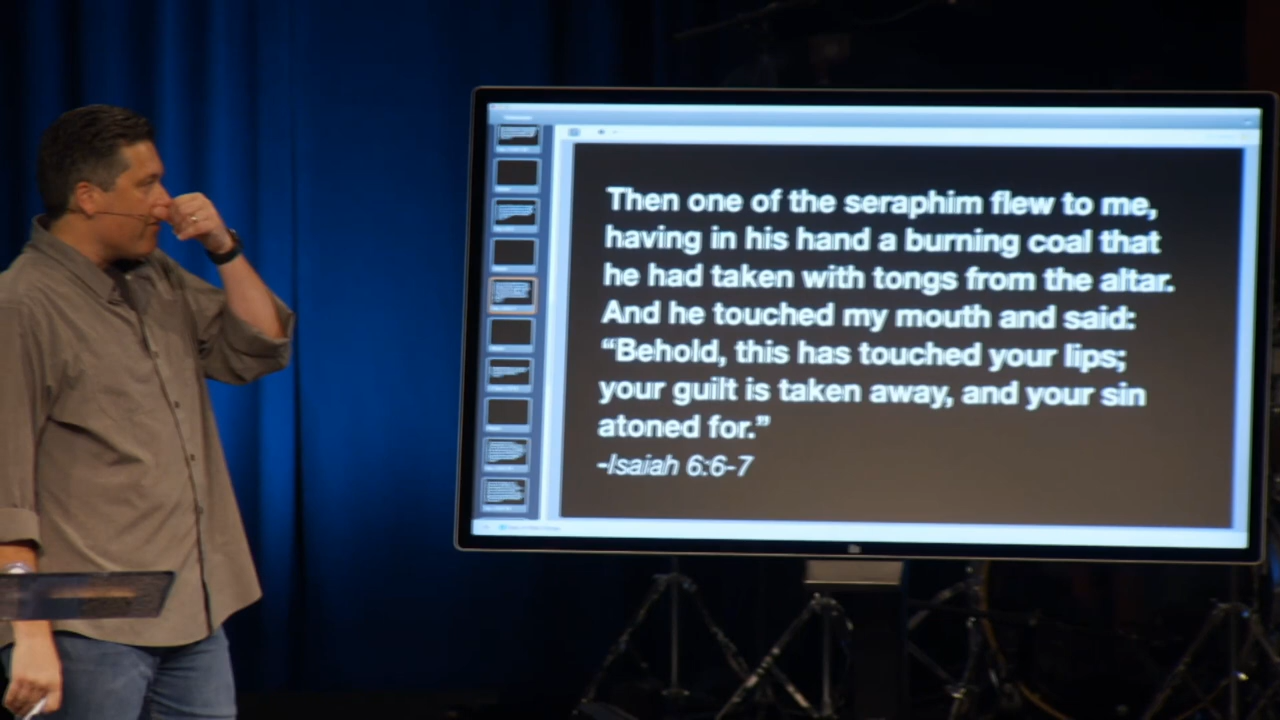 Then one of the seraphim flew to me,
having in his hand a burning coal that
he had taken with tongs from the altar.
And he touched my mouth and said:
“Behold, this has touched your lips;
your guilt is taken away, and your sin
atoned for.”
-Isaiah 6:6-7